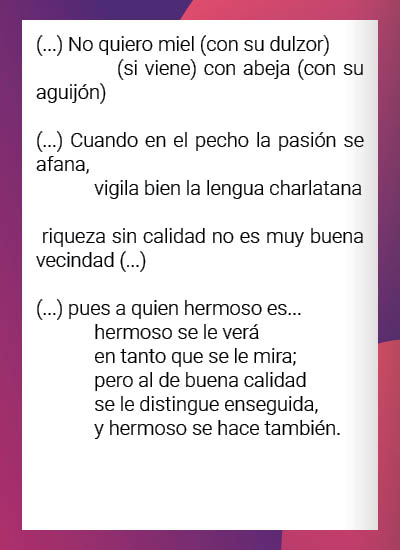 (...) No quiero miel (con su dulzor)
(si viene) con abeja (con su
aguijón)
(...) Cuando en el pecho la pasión se
afana,
vigila bien la lengua charlatana
riqueza sin calidad no es muy buena
vecindad (...)
(...) pues a quien hermoso es...
hermoso se le verá
en tanto que se le mira;
pero al de buena calidad
se le distingue enseguida,
y hermoso se hace también.